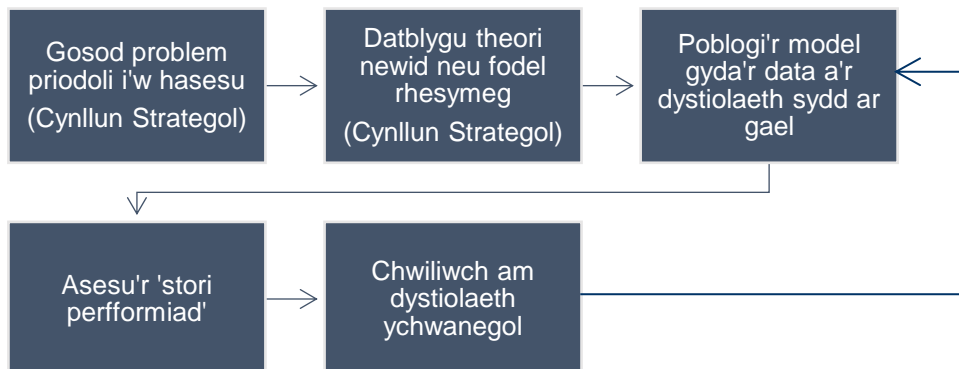 Gosod problem
priodoli i'w hasesu
(Cynllun Strategol)
Datblygu theori
newid neu fodel
rhesymeg
(Cynllun Strategol)
Poblogi'r model
gyda'r data a'r
dystiolaeth sydd ar
gael
Asesu'r 'stori
perfformiad'
Chwiliwch am
dystiolaeth
ychwanegol